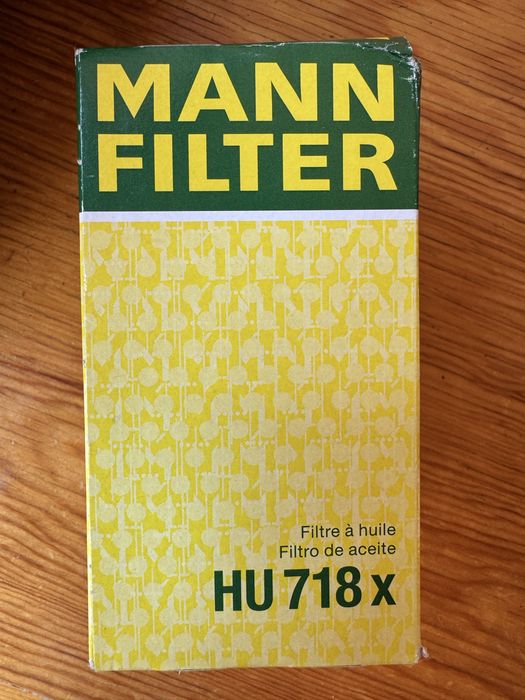 MANN
FILTER
Filtre à huile
Filtro de aceite
HU 718 x